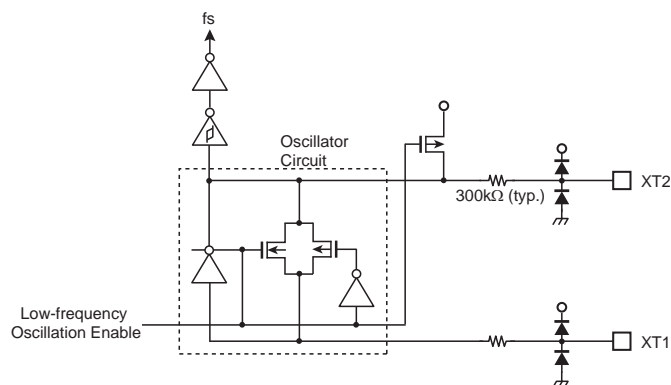 fs
Oscillator
Circuit
300kΩ (typ.)
XT2
Low-frequency
Oscillation Enable
XT1